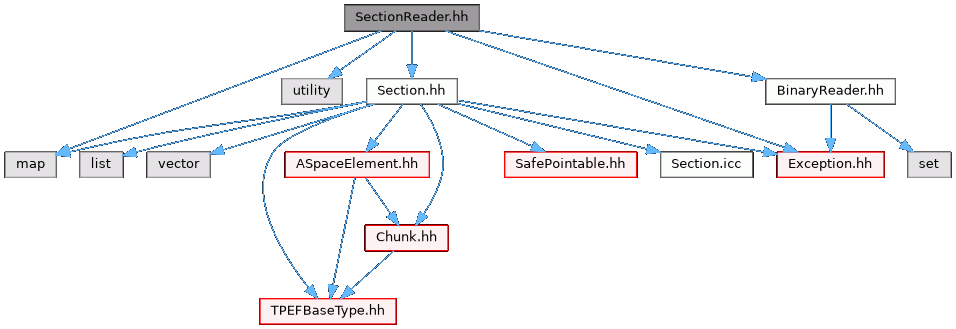 SectionReader.hh
utility
Section.hh
BinaryReader.hh
map
list
vector
ASpaceElement.hh
SafePointable.hh
Section.icc
Exception.hh
set
Chunk.hh
TPEFBaseType.hh